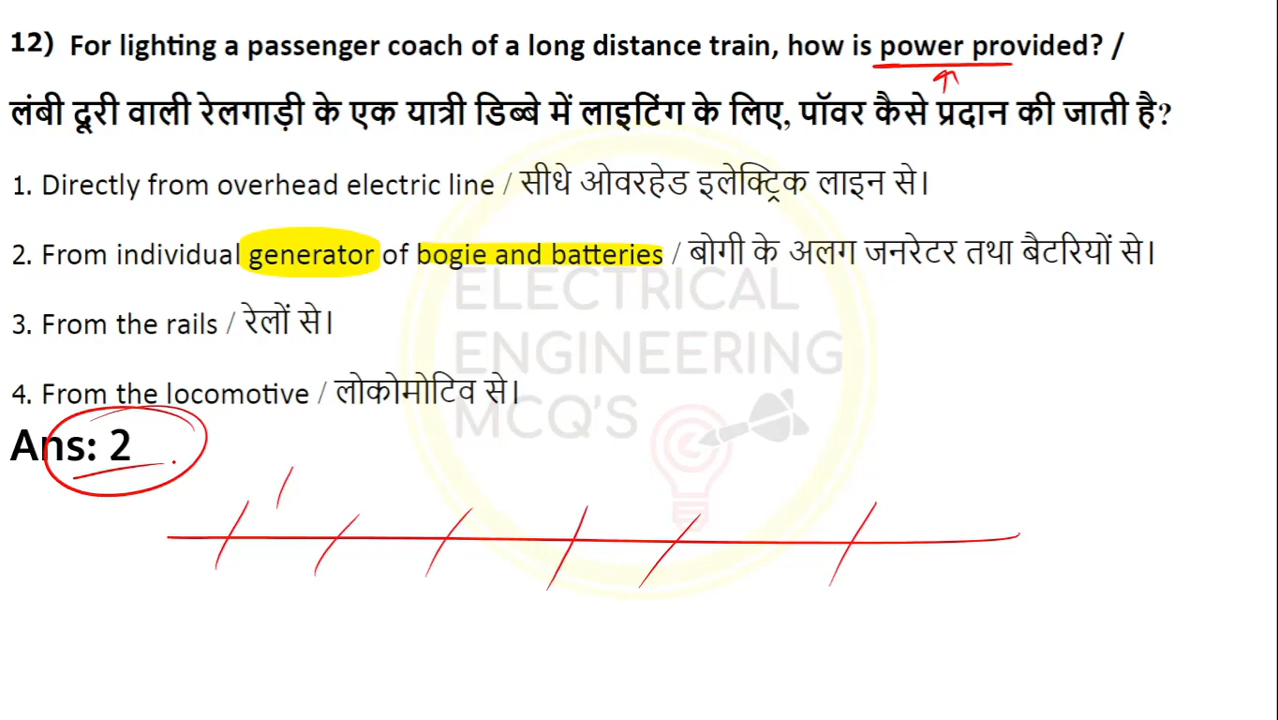 12) For lighting a passenger coach of a long distance train, how is power provided? /
लंबी दूरी वाली रेलगाड़ी के एक यात्री डिब्बे में लाइटिंग के लिए, पॉवर कैसे प्रदान की जाती है?
1. Directly from overhead electric line / सीधे ओवरहेड इलेक्ट्रिक लाइन से।
2. From individual generator of bogie and batteries / बोगी के अलग जनरेटर तथा बैटरियों से।
ELECTRICAL
3. From the rails / रेलों से।
ENGINEERING
4. From the locomotive / लोकोमोटिव से।
MCQ'S
Ans: 2